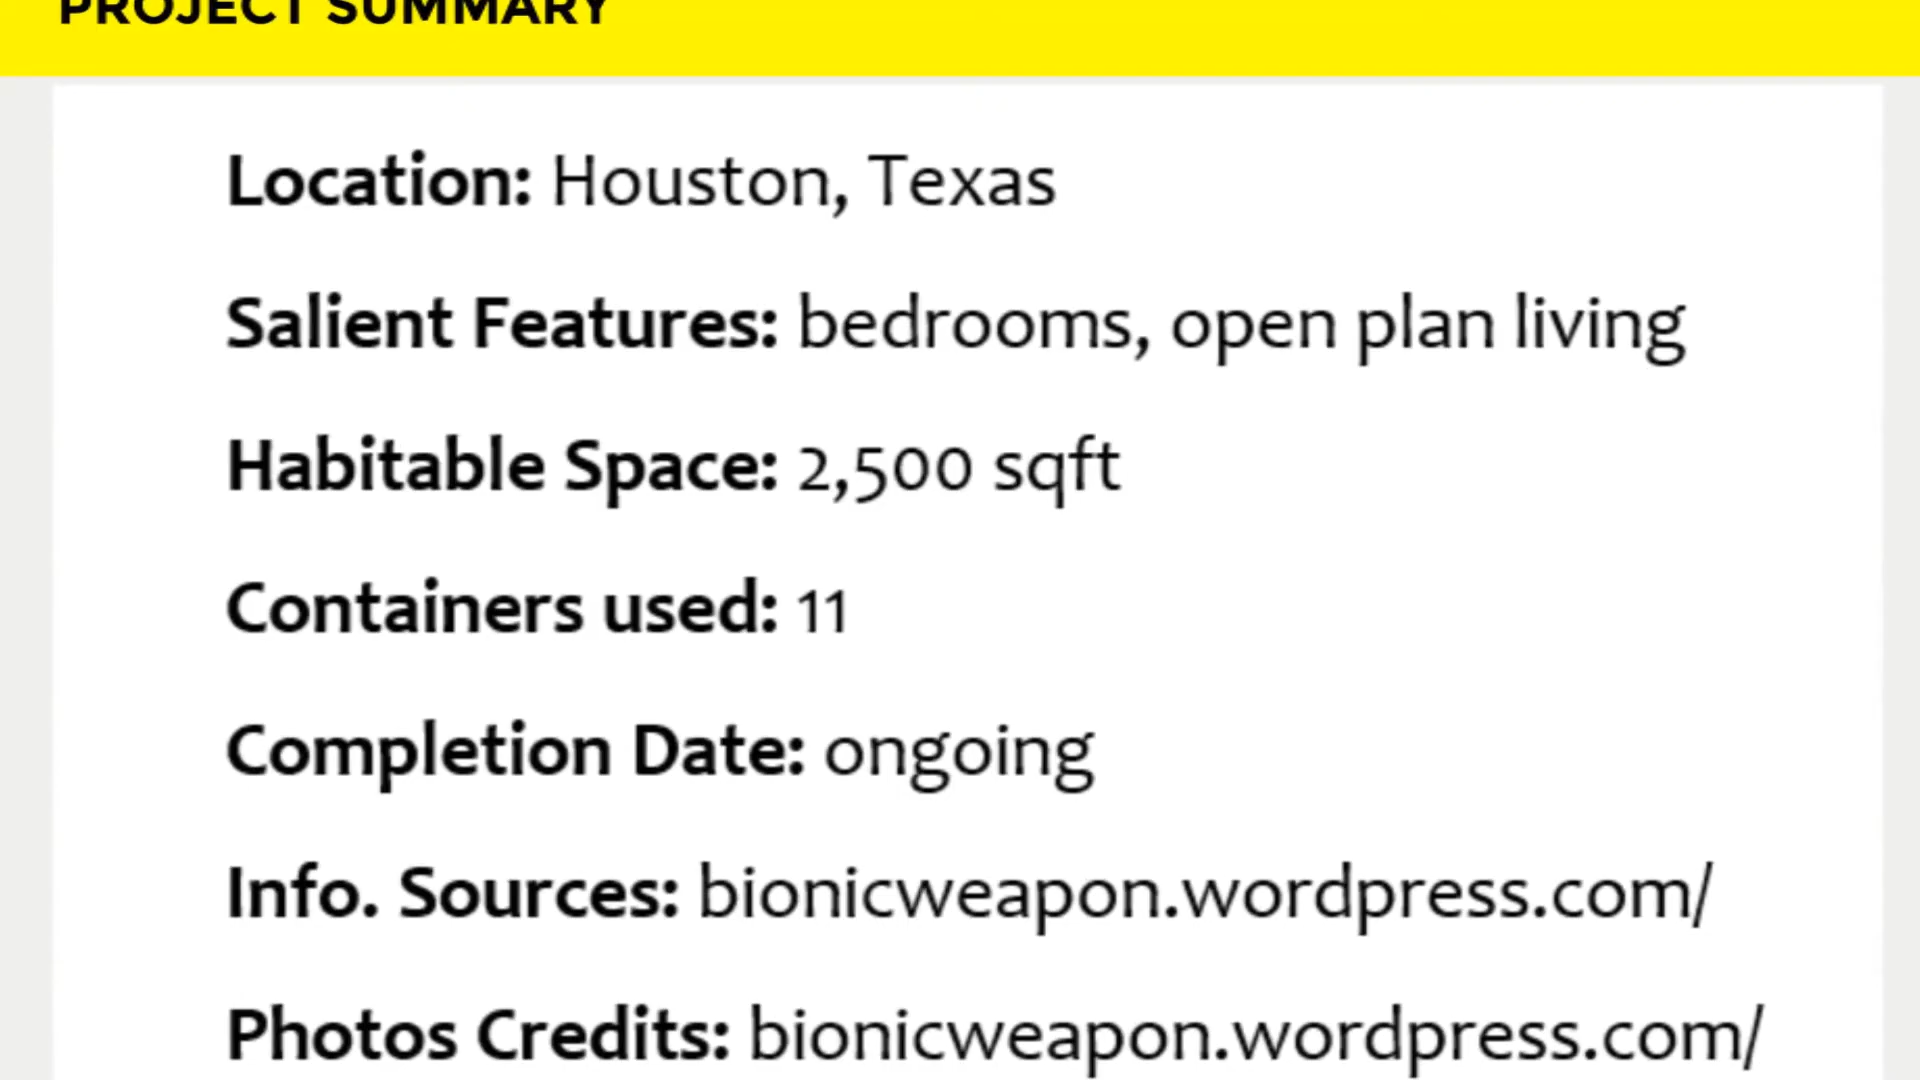 PROJECT SUMMARY
Location: Houston, Texas
Salient Features: bedrooms, open plan living
Habitable Space: 2,500 sqft
Containers used: 11
Completion Date: ongoing
Info. Sources: bionicweapon.wordpress.com/
Photos Credits: bionicweapon.wordpress.com/